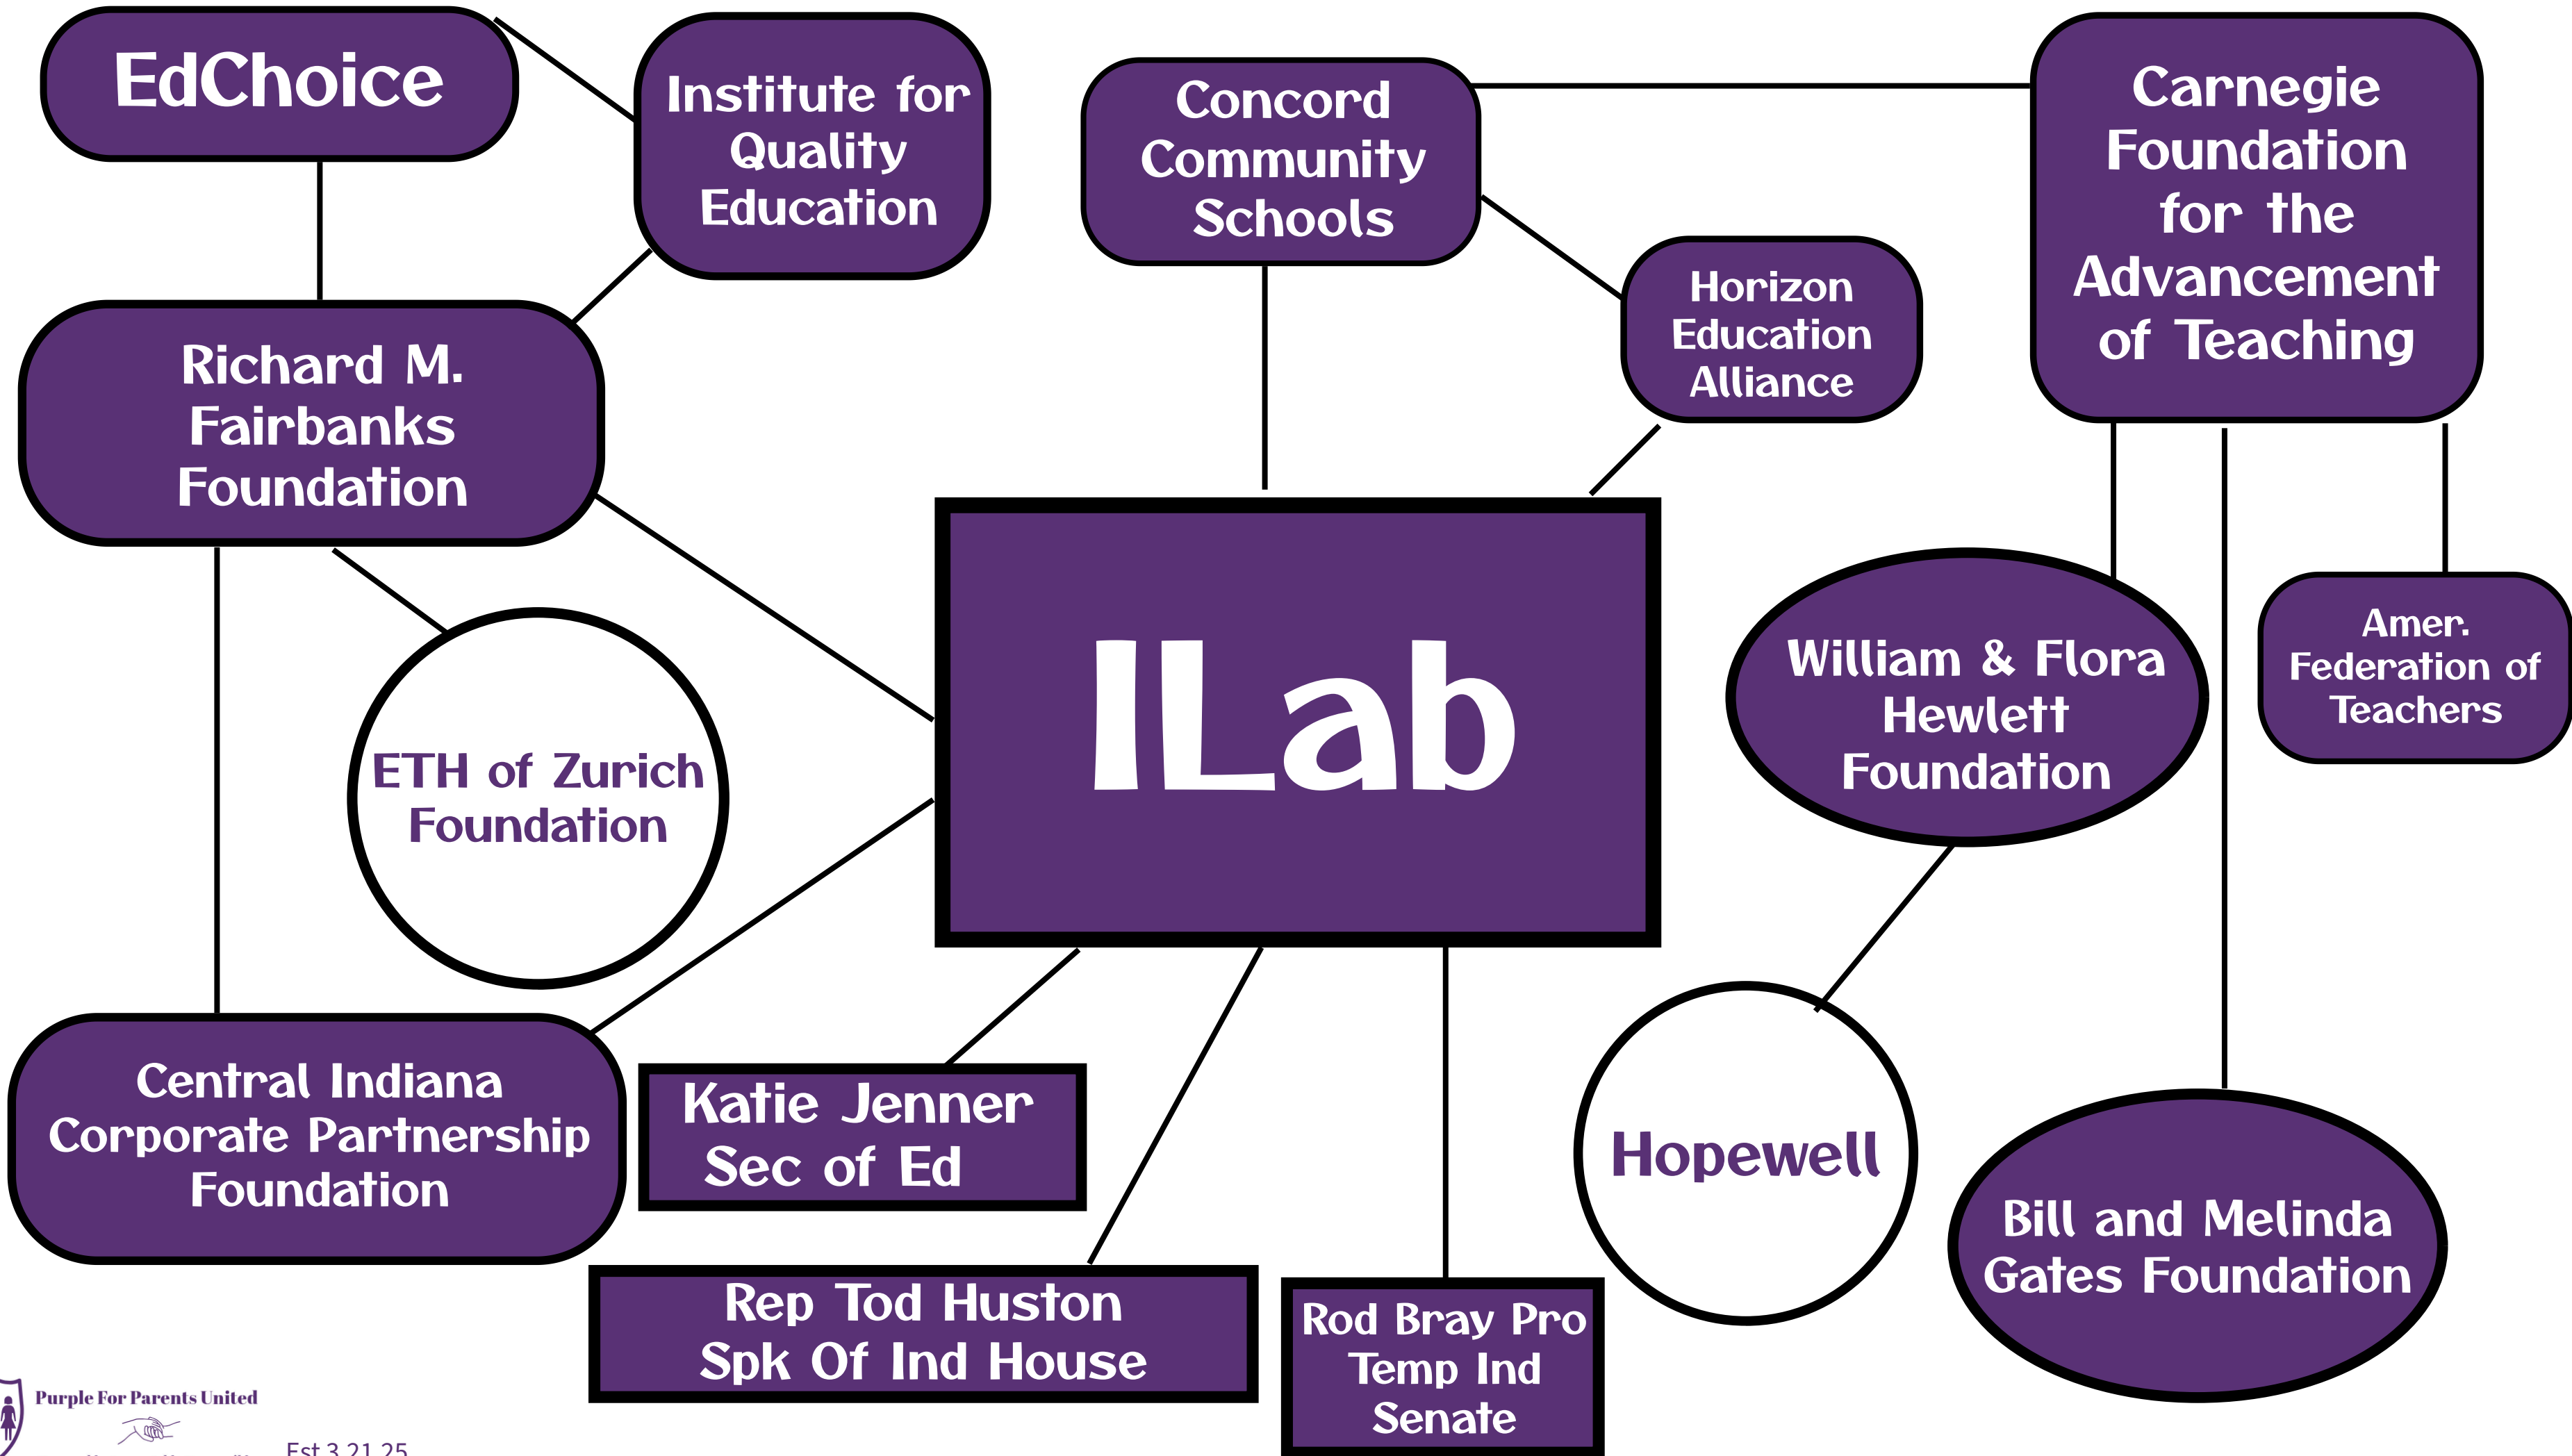 EdChoice
Institute for
Quality
Education
Concord
Community
Schools
Carnegie
Foundation
for the
Advancement
of Teaching
Horizon
Education
Alliance
Richard M.
Fairbanks
Foundation
ILab
William & Flora
Hewlett
Foundation
Amer.
Federation of
Teachers
ETH of Zurich
Foundation
Central Indiana
Corporate Partnership
Foundation
Katie Jenner
Sec of Ed
Hopewell
Bill and Melinda
Gates Foundation
Rep Tod Huston
Spk Of Ind House
Rod Bray Pro
Temp Ind
Senate
Purple For Parents United
Est 3.21.25